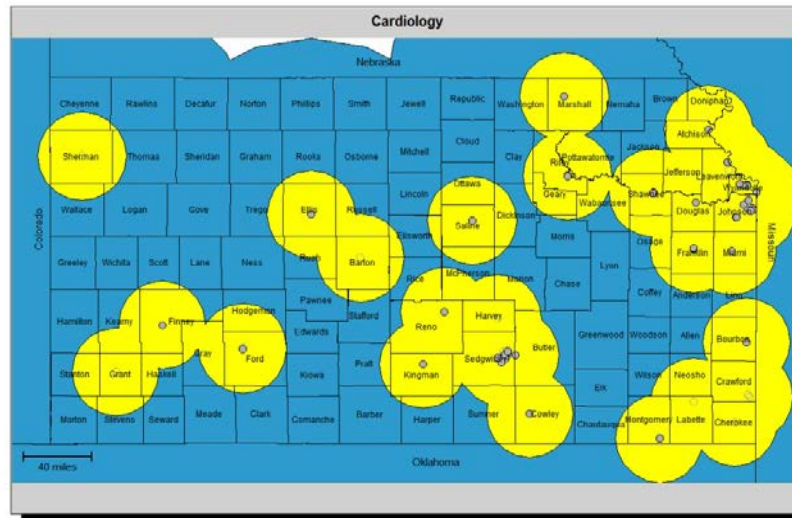 Cardiology
Nebraska
Cheyenne Rawlins Decatur Norton Phillips Smith Jewell Republic Washington Marshall Nemaha Brown Doniphan
Cloud Atchison
Sherman Thomas Sheridan Graham Rooks Osborne Mitchell Clay Riley Pottawatomie Jackson Jefferson Leavenworth
Ottawa Wyandotte
Lincoln Geary Wabaunsee Shawnee
Wallace Logan Gove Trego Ellis Russell Dickinson Douglas Johnson
Saline
Colorado Ellsworth Morris Osage Missouri
Greeley Wichita Scott Lane Ness Rush Barton Rice McPherson Marion Chase Lyon Franklin Miami
Pawnee Coffey Anderson Linn
Hamilton Kearny Finney Hodgeman Stafford Reno Harvey
Edwards Greenwood Woodson Allen Bourbon
Gray Ford Sedgwick Butler
Stanton Grant Haskell Kiowa Pratt Kingman Elk Wilson Neosho Crawford
Morton Stevens Seward Meade Clark Comanche Barber Harper Sumner Cowley Chautauqua Montgomery Labette Cherokee
40 miles
Oklahoma